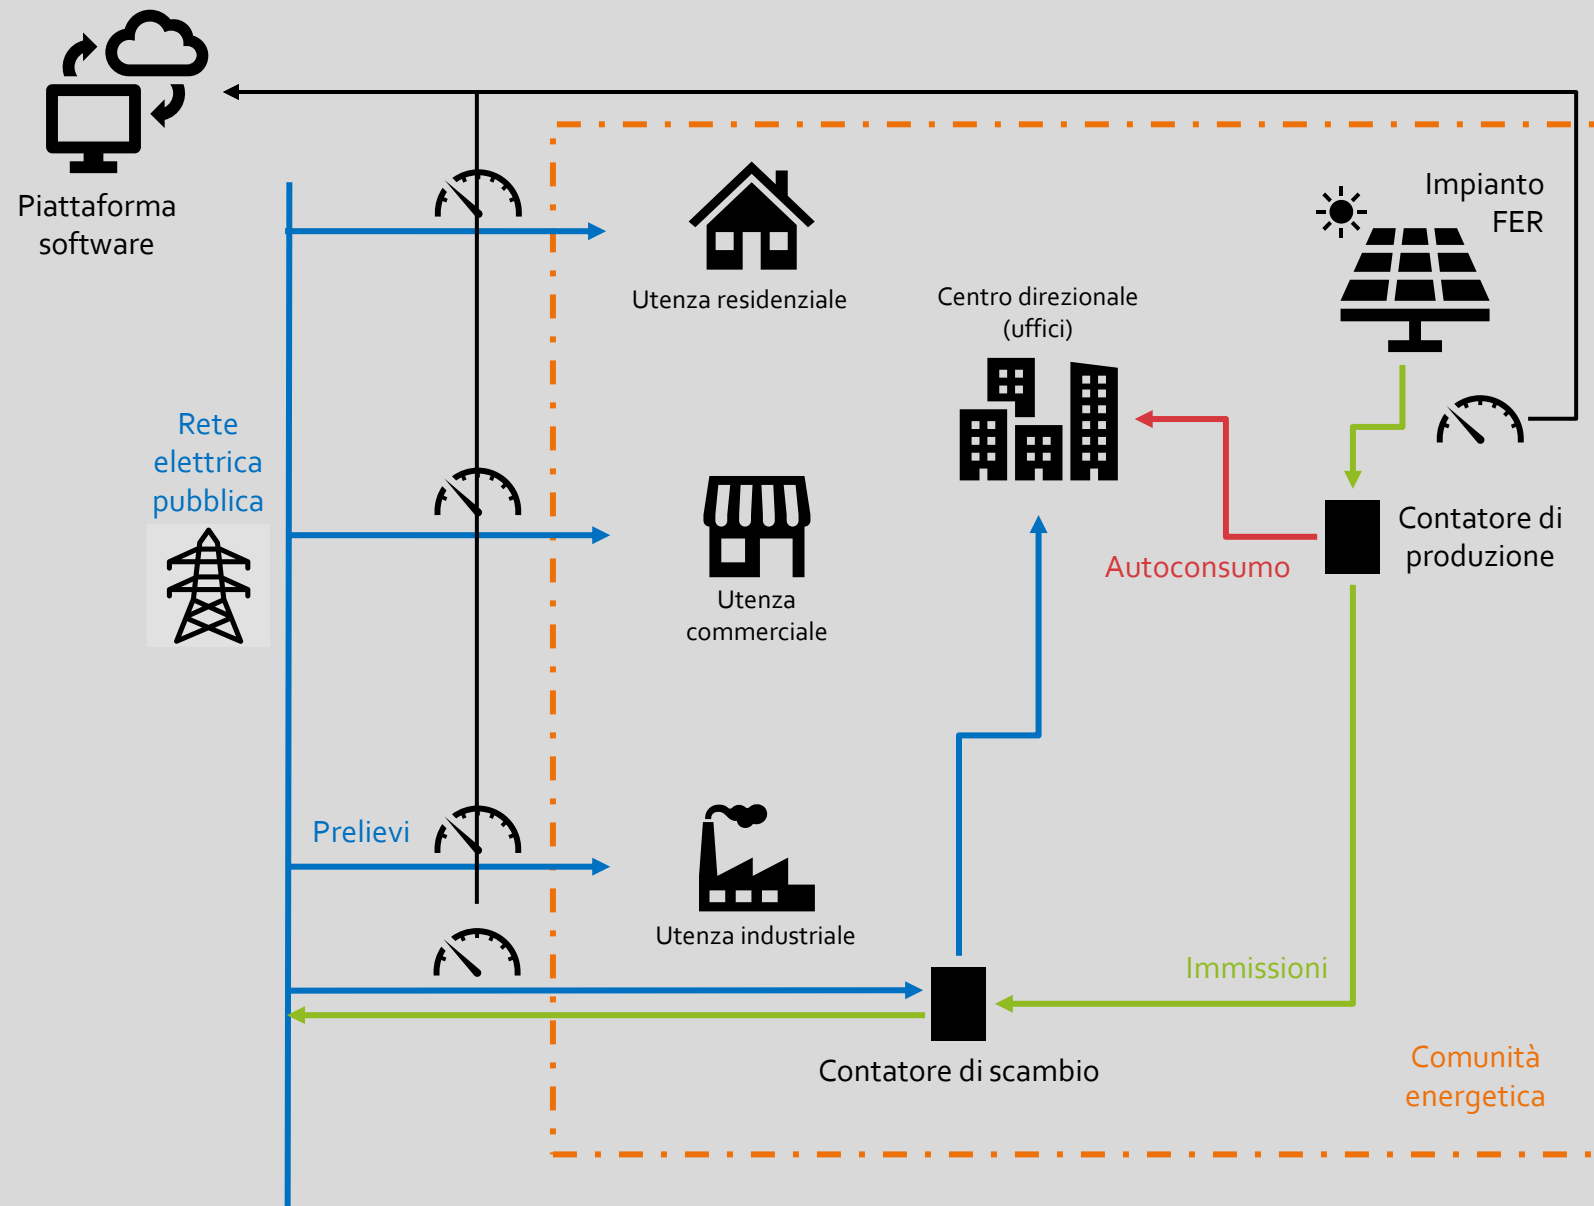 Piattaforma
software
Impianto
FER
Utenza residenziale
Centro direzionale
(uffici)
Rete
elettrica
pubblica
Contatore di
produzione
Autoconsumo
Utenza
commerciale
Prelievi
Utenza industriale
Immissioni
Contatore di scambio
Comunità
energetica